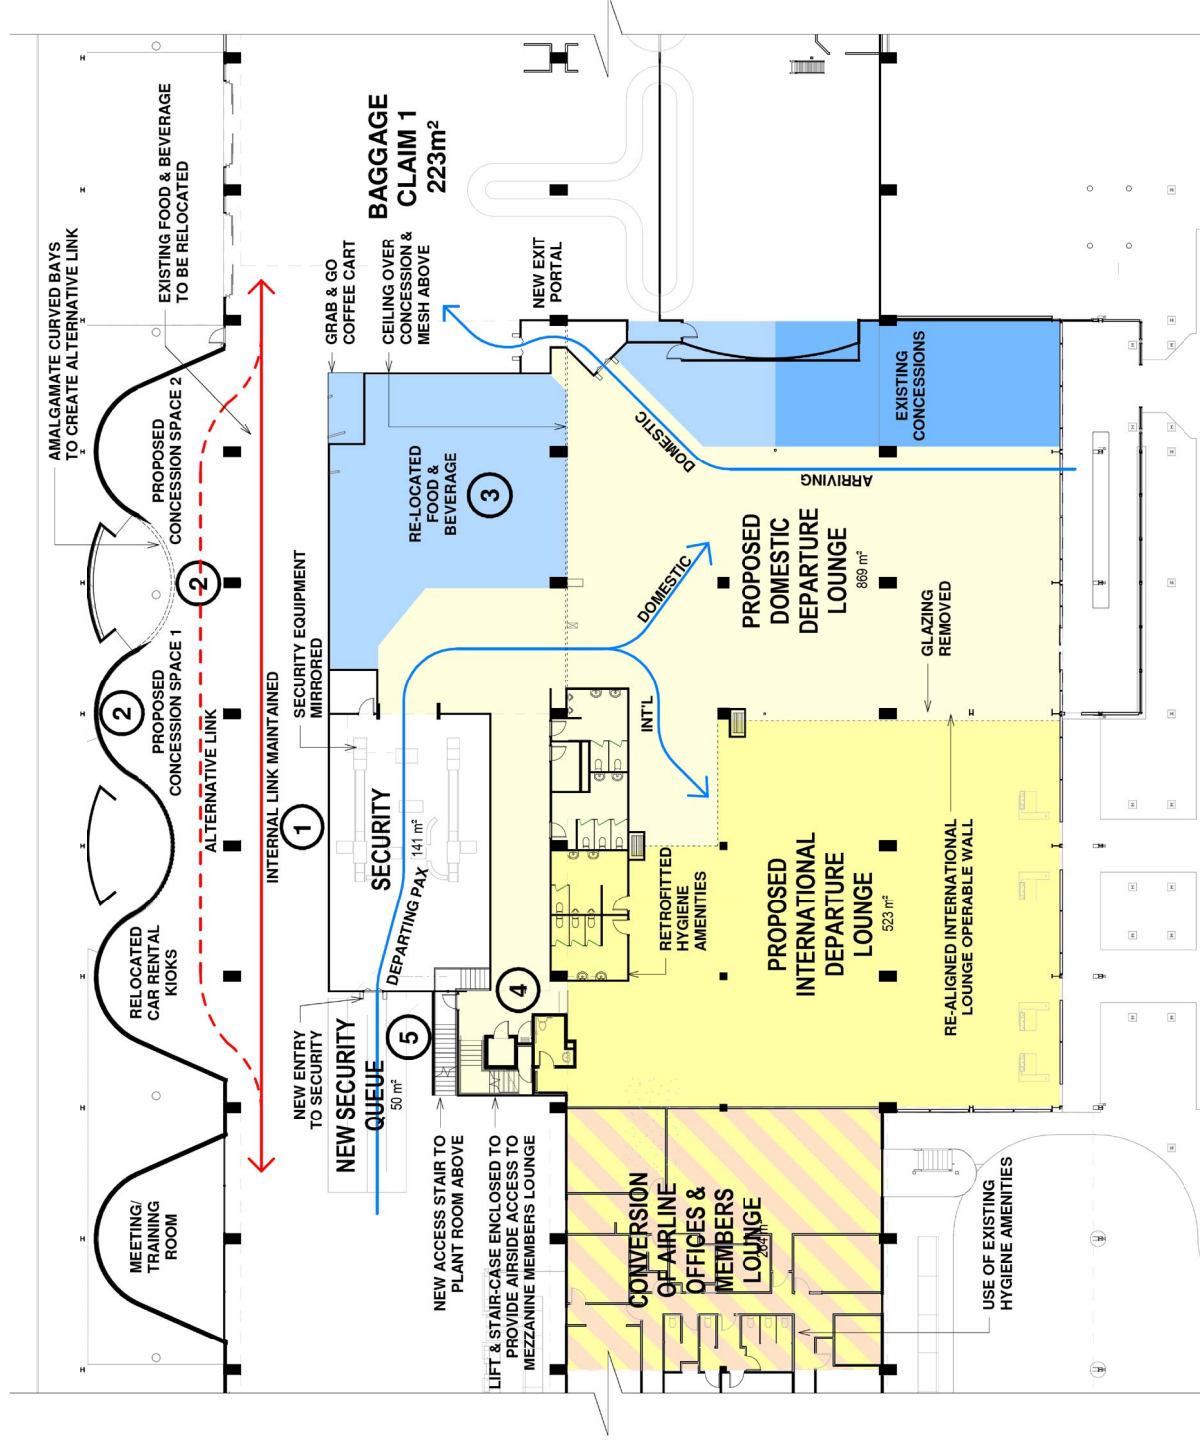 AMALGAMATE CURVED BAYS
TO CREATE ALTERNATIVE LINK
EXISTING FOOD & BEVERAGE
TO BE RELOCATED
MEETING/
TRAINING
ROOM
RELOCATED
CAR RENTAL
KIOKS
PROPOSED
CONCESSION SPACE 1
2
PROPOSED
CONCESSION SPACE 2
2
ALTERNATIVE LINK
INTERNAL LINK MAINTAINED
1
NEW ENTRY
TO SECURITY
SECURITY EQUIPMENT
MIRRORED
GRAB & GO
COFFEE CART
CEILING OVER
CONCESSION &
MESH ABOVE
BAGGAGE
CLAIM 1
223m²
NEW SECURITY
QUEUE
50 m²
5
DEPARTING PAX
SECURITY
141 m²
RE-LOCATED
FOOD &
BEVERAGE
3
NEW ACCESS STAIR TO
PLANT ROOM ABOVE
LIFT & STAIR-CASE ENCLOSED TO
PROVIDE AIRSIDE ACCESS TO
MEZZANINE MEMBERS LOUNGE
4
NEW EXIT
PORTAL
INT'L
DOMESTIC
DOMESTIC
ARRIVING
RETROFITTED
HYGIENE
AMENITIES
CONVERSION
OF AIRLINE
OFFICES &
MEMBERS
LOUNGE
264 m²
PROPOSED
INTERNATIONAL
DEPARTURE
LOUNGE
523 m²
PROPOSED
DOMESTIC
DEPARTURE
LOUNGE
869 m²
EXISTING
CONCESSIONS
GLAZING
REMOVED
RE-ALIGNED INTERNATIONAL
LOUNGE OPERABLE WALL
USE OF EXISTING
HYGIENE AMENITIES